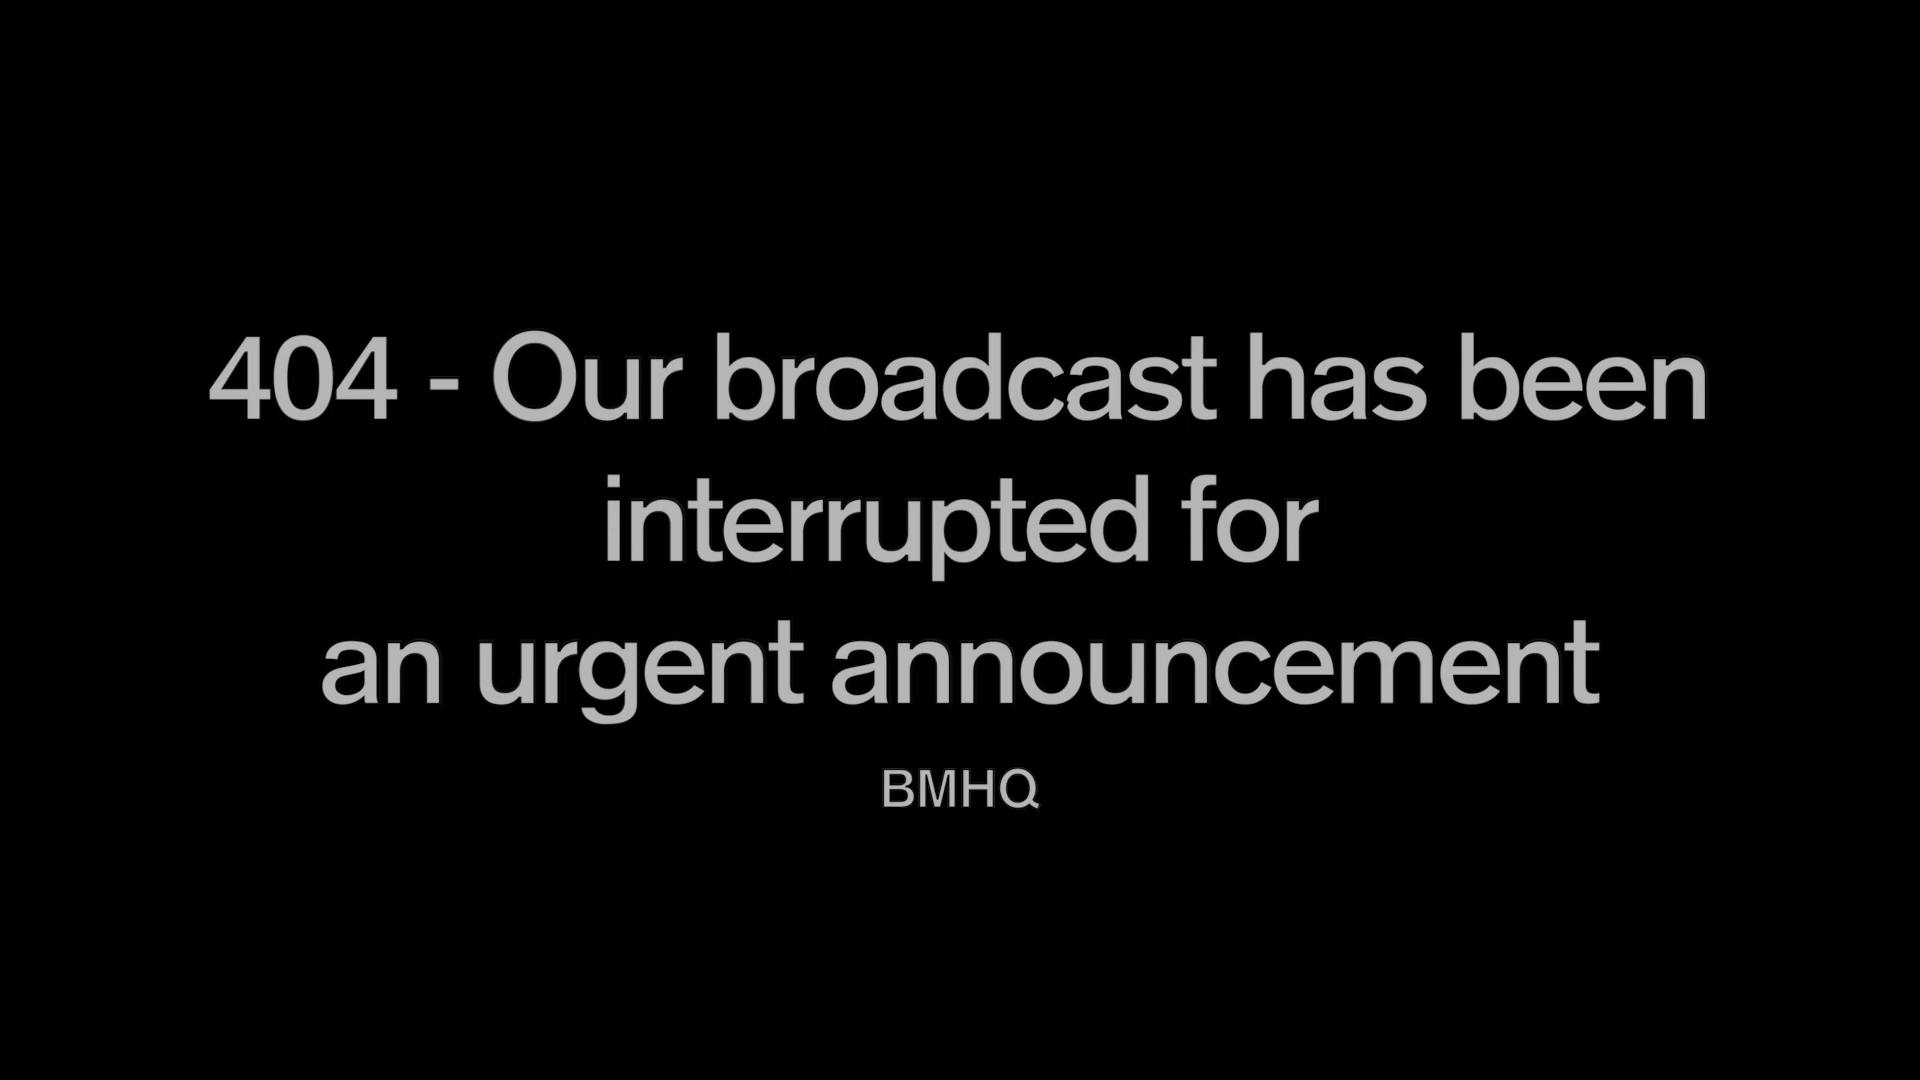 404 - Our broadcast has been
interrupted for
an urgent announcement
BMHQ